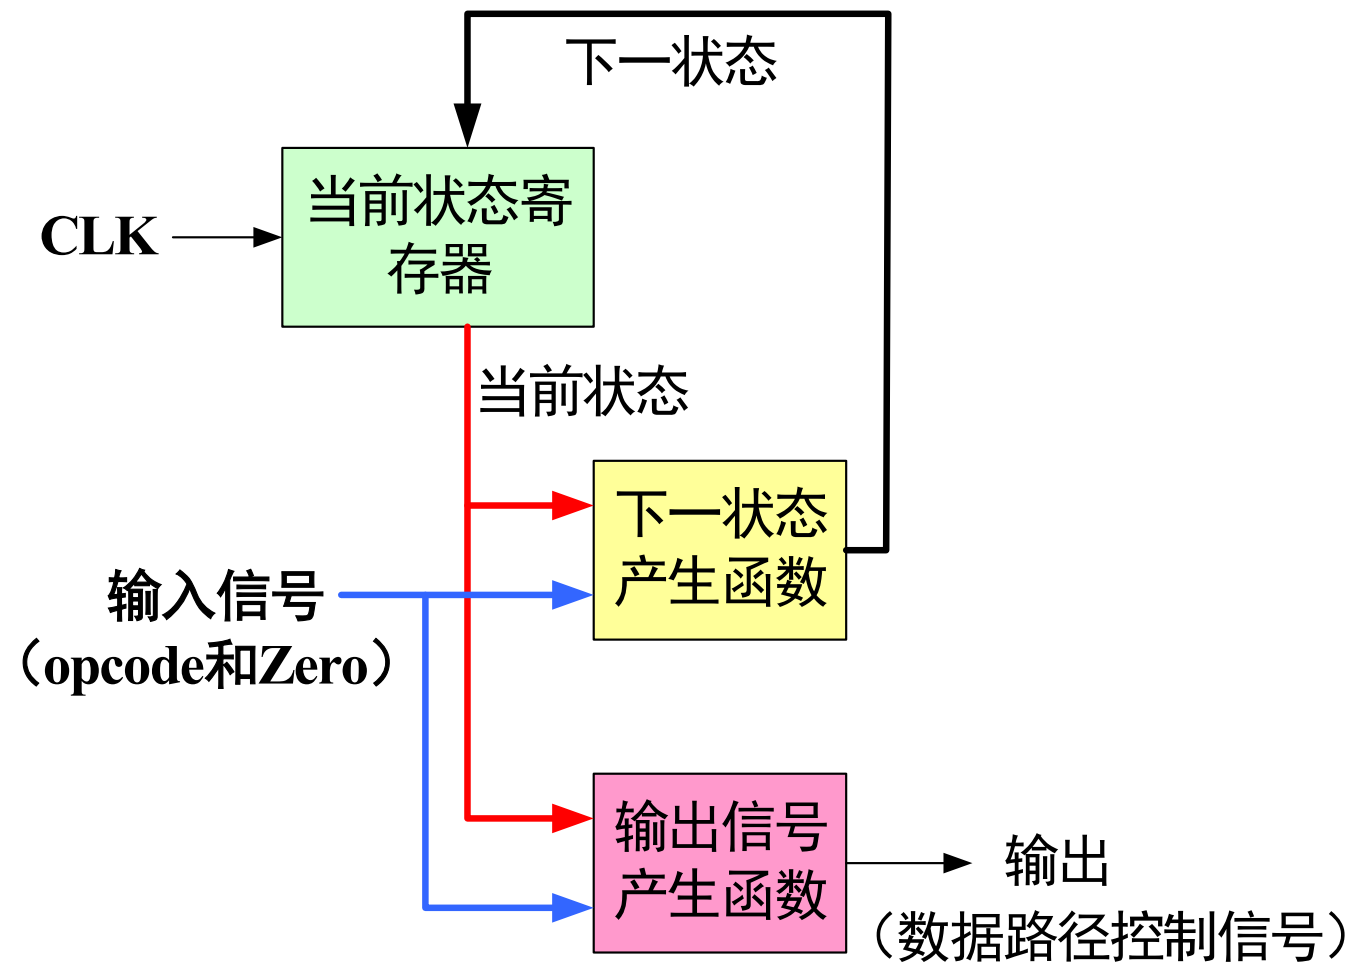 下一状态
当前状态寄
存器
CLK
当前状态
下一状态
产生函数
输入信号
（opcode和Zero）
输出信号
产生函数
输出
（数据路径控制信号）